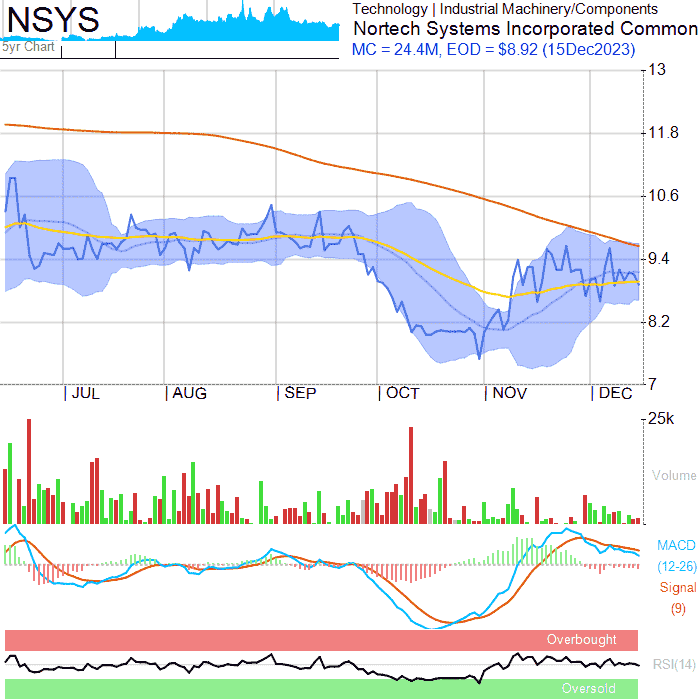 NSYS
5yr Chart
Technology | Industrial Machinery/Components
Nortech Systems Incorporated Common
MC = 24.4M, EOD = $8.92 (15Dec2023)
13
11.8
10.6
9.4
8.2
7
JUL
AUG
SEP
OCT
NOV
DEC
25k
Volume
MACD
(12-26)
Signal
(9)
Overbought
RSI(14)
Oversold